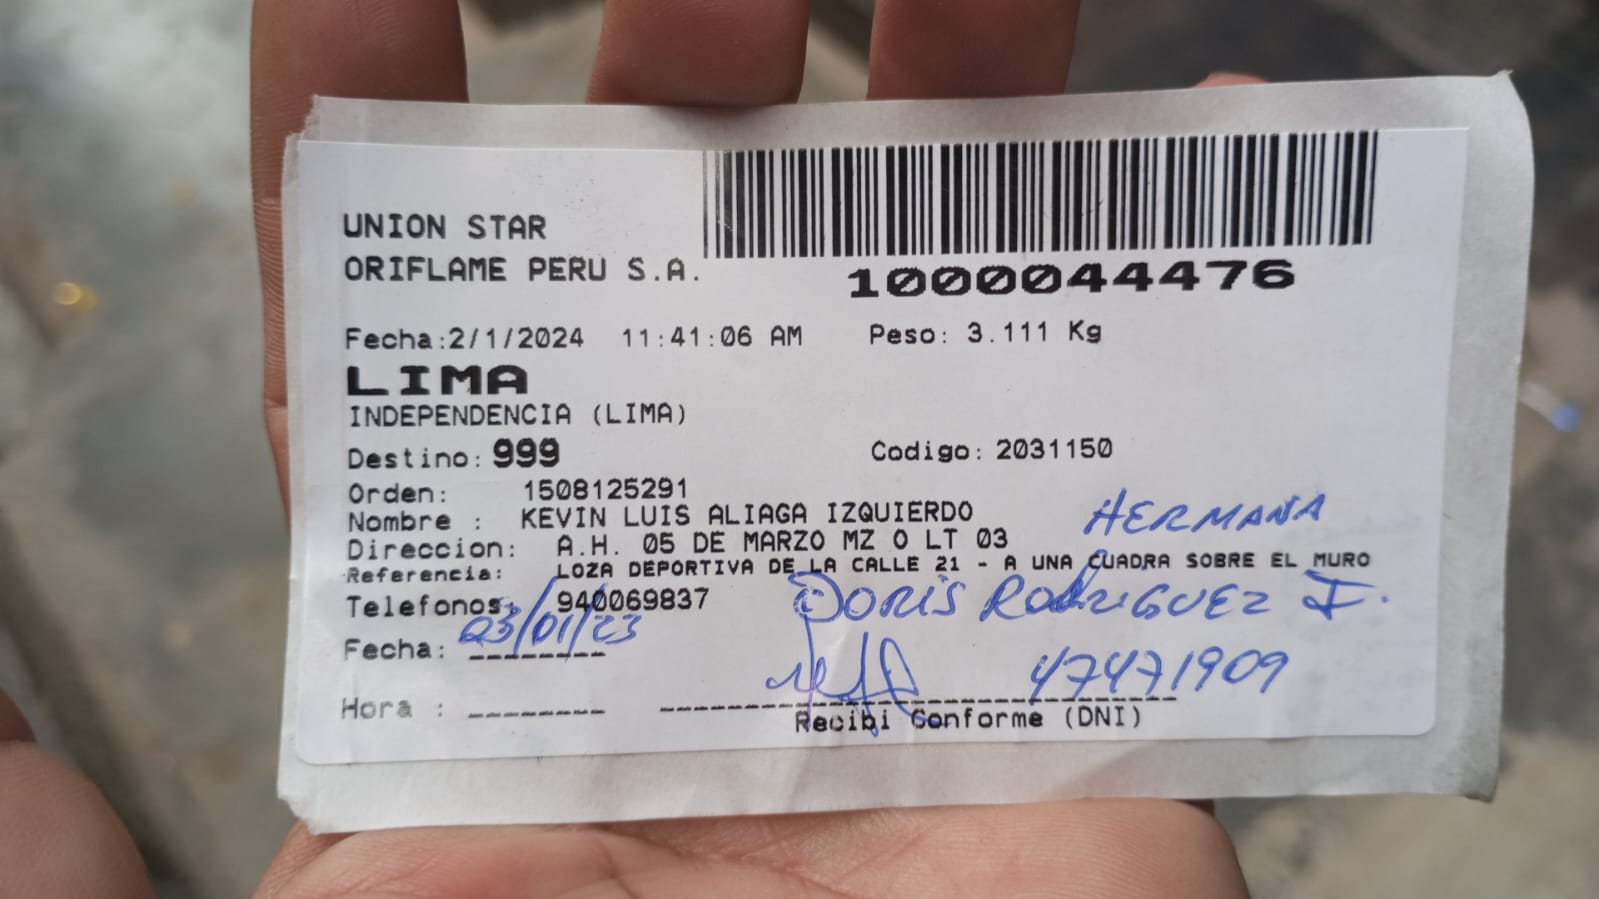 UNION STAR
ORIFLAME PERU S.A.
1000044476
Fecha:2/1/2024 11:41:06 AM Peso: 3.111 Kg
LIMA
INDEPENDENCIA (LIMA)
Destino: 999 Codigo: 2031150
Orden: 1508125291
Nombre : KEVIN LUIS ALIAGA IZQUIERDO
HERMANA
Direccion: A.H. 05 DE MARZO MZ O LT 03
Referencia: LOZA DEPORTIVA DE LA CALLE 21 - A UNA CUADRA SOBRE EL MURO
Telefonos: 940069837
DORIS RODRIGUEZ I.
Fecha: 03/01/23
47471909
Hora :
Recibi Conforme (DNI)